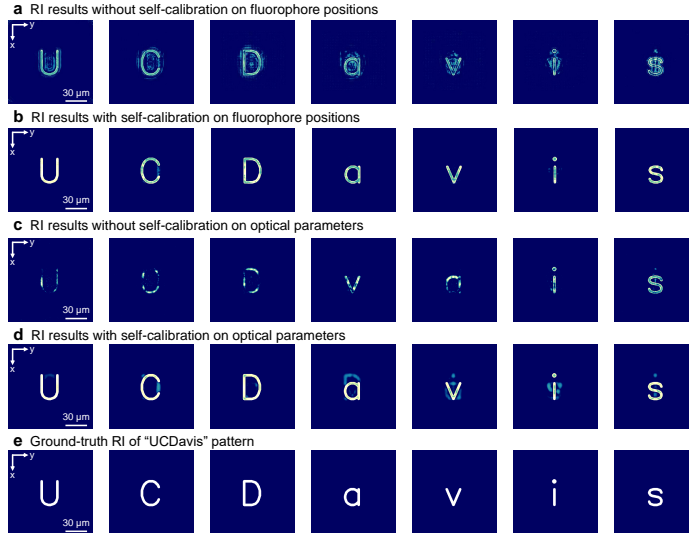 a RI results without self-calibration on fluorophore positions
y
x
U C D a v i s
30 µm
b RI results with self-calibration on fluorophore positions
y
x
U C D a v i s
30 µm
c RI results without self-calibration on optical parameters
y
x
U U C v a i s
30 µm
d RI results with self-calibration on optical parameters
y
x
U C D a v i s
30 µm
e Ground-truth RI of “UCDavis” pattern
y
x
U C D a v i s
30 µm